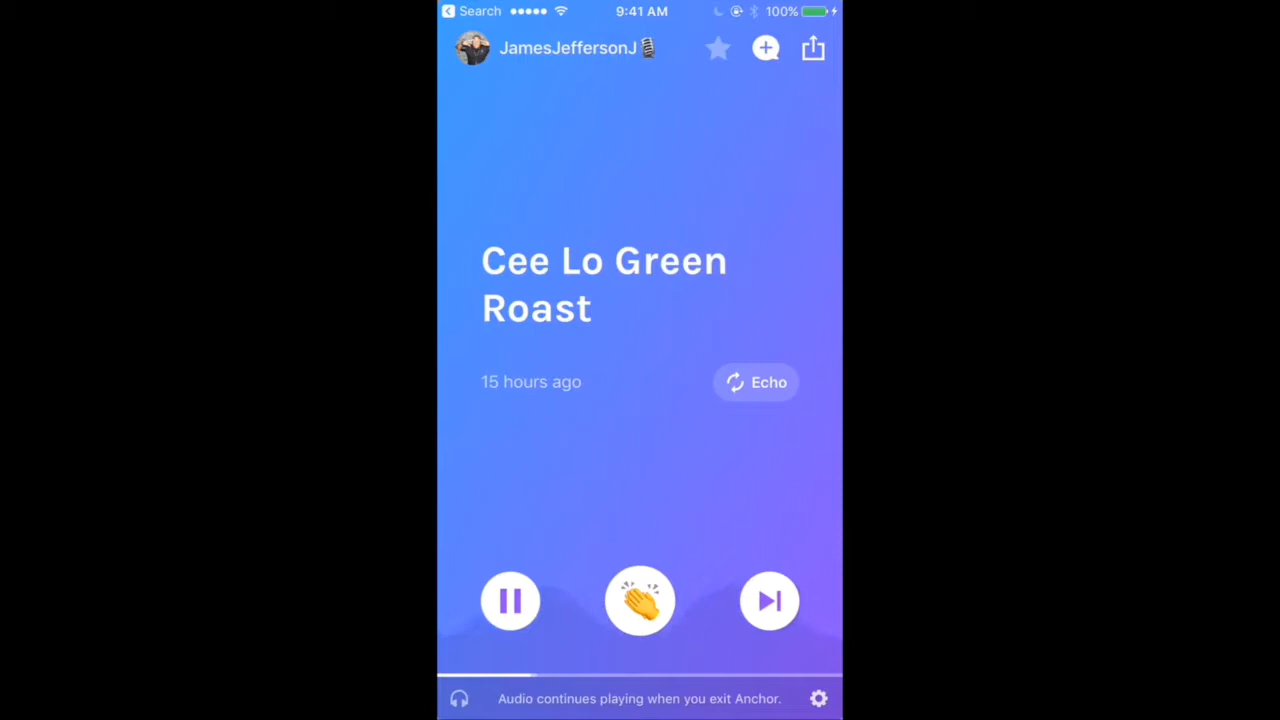 Search 9:41 AM 100%
JamesJeffersonJ🎙
Cee Lo Green
Roast
15 hours ago Echo
Audio continues playing when you exit Anchor.